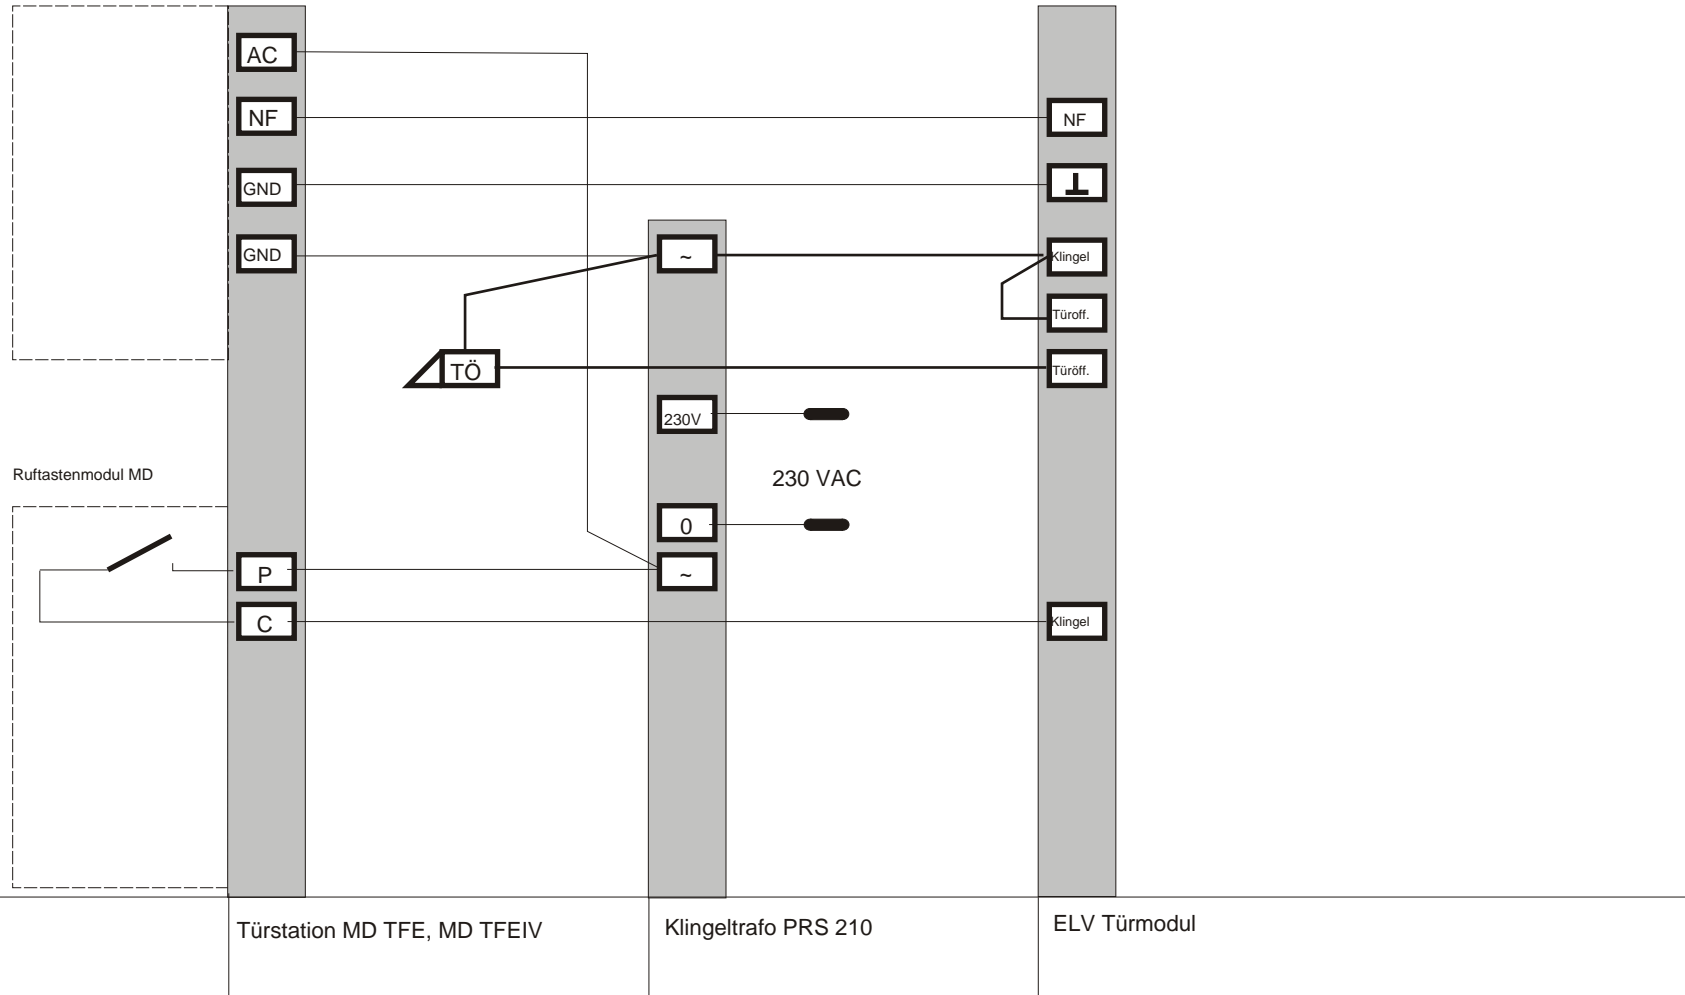 AC
NF
NF
GND
GND
~
Klingel
Türoff.
TÖ
Türöff.
230V
Ruftastenmodul MD
230 VAC
0
P
~
C
Klingel
Türstation MD TFE, MD TFEIV
Klingeltrafo PRS 210
ELV Türmodul